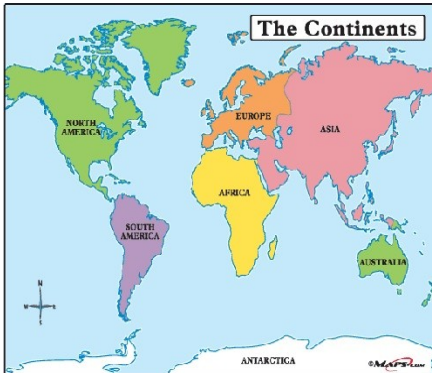 The Continents
NORTH
AMERICA
EUROPE
ASIA
AFRICA
SOUTH
AMERICA
AUSTRALIA
N
W
E
S
ANTARCTICA
©MAPS.COM